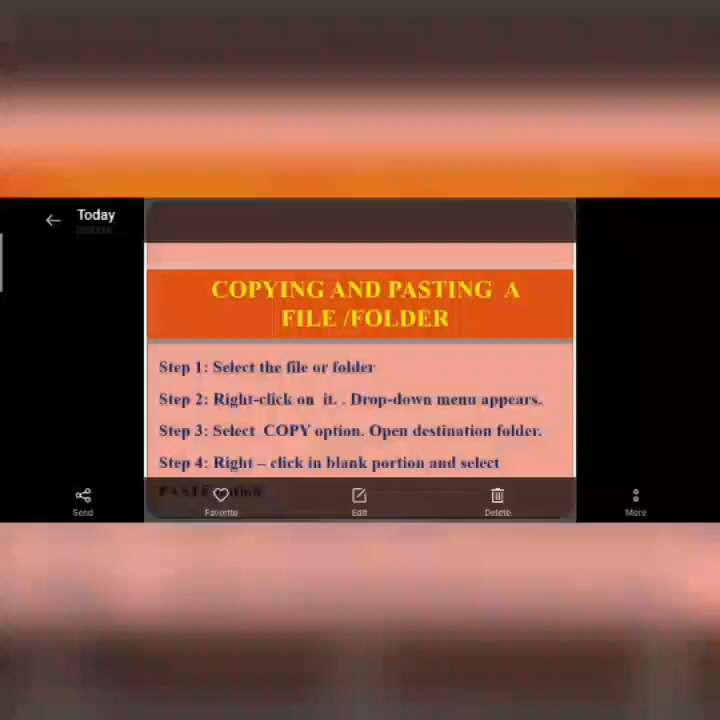 Today
COPYING AND PASTING A
FILE /FOLDER
Step 1: Select the file or folder
Step 2: Right-click on it. . Drop-down menu appears.
Step 3: Select COPY option. Open destination folder.
Step 4: Right – click in blank portion and select
PASTE option
Send
Favorite
Edit
Delete
More